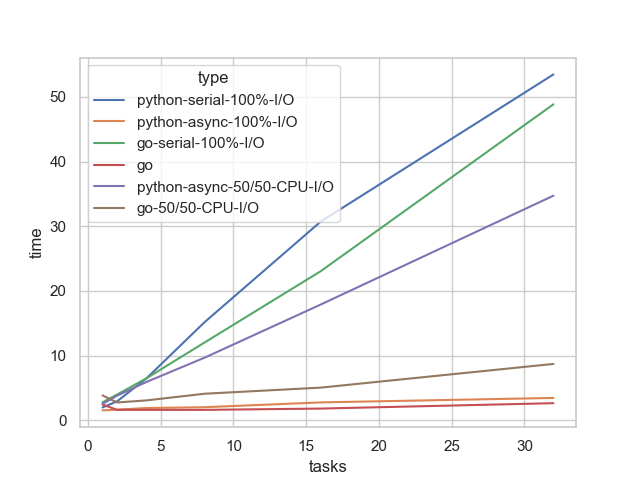 type
python-serial-100%-I/O
python-async-100%-I/O
go-serial-100%-I/O
go
python-async-50/50-CPU-I/O
go-50/50-CPU-I/O
time
50
40
30
20
10
0
0 5 10 15 20 25 30
tasks